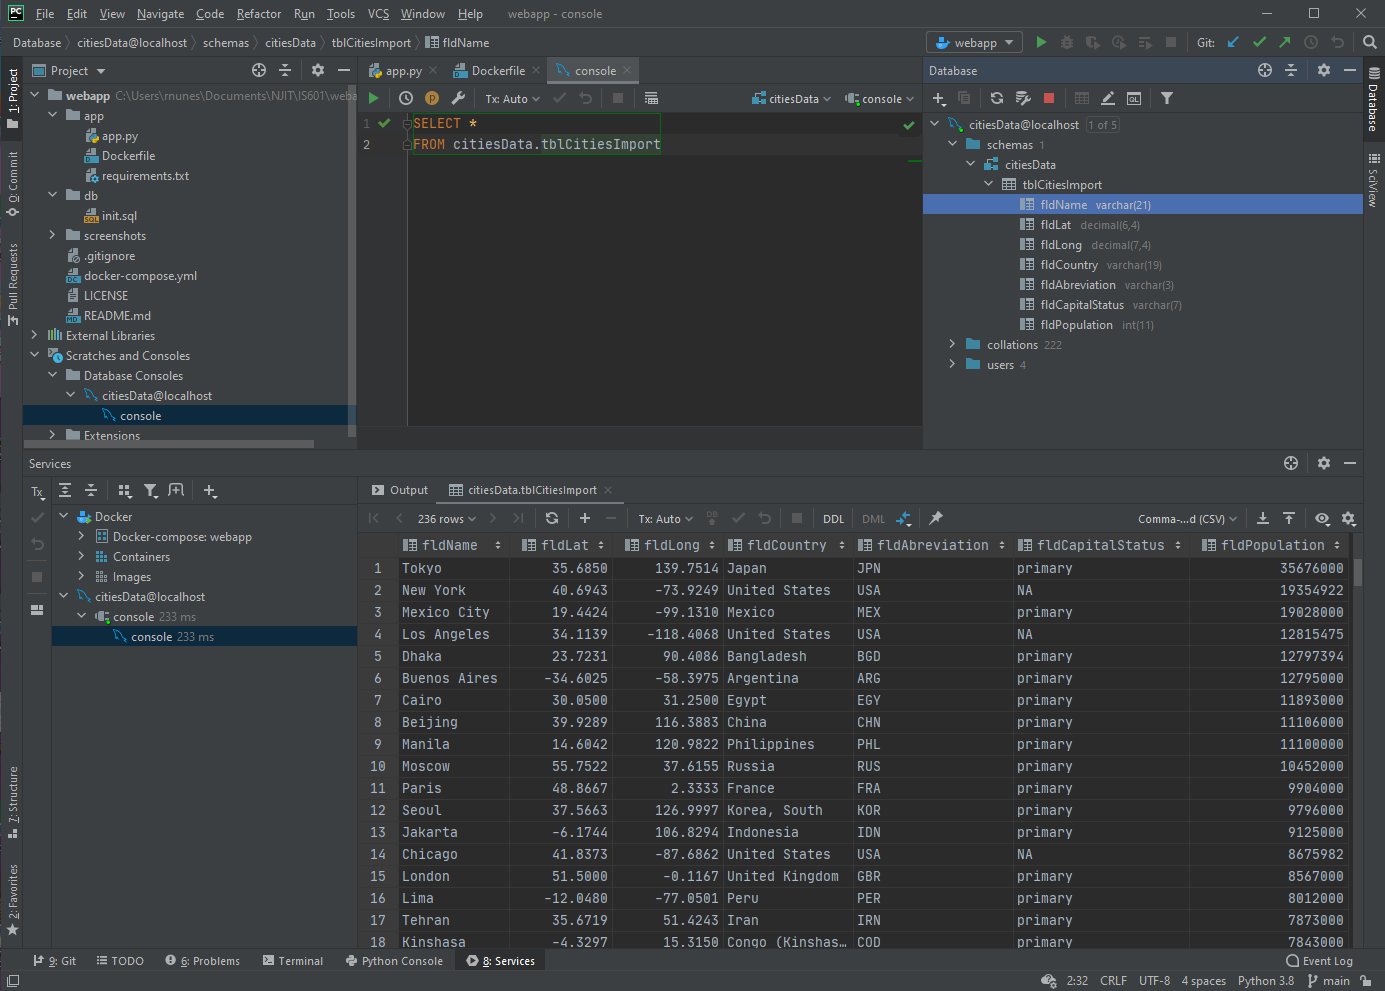 PC File Edit View Navigate Code Refactor Run Tools VCS Window Help webapp - console
Database citiesData@localhost schemas citiesData tblCitiesImport fldName webapp Git:
1: Project
0: Commit
Pull Requests
7: Structure
2: Favorites
Project
webapp C:\Users\rnunes\Documents\NJIT\IS601\weba
app
app.py
Dockerfile
requirements.txt
db
init.sql
screenshots
.gitignore
docker-compose.yml
LICENSE
README.md
External Libraries
Scratches and Consoles
Database Consoles
citiesData@localhost
console
Extensions
app.py Dockerfile console
Tx: Auto citiesData console
1 SELECT *
2 FROM citiesData.tblCitiesImport
Database
citiesData@localhost 1 of 5
schemas 1
citiesData
tblCitiesImport
fldName varchar(21)
fldLat decimal(6,4)
fldLong decimal(7,4)
fldCountry varchar(19)
fldAbreviation varchar(3)
fldCapitalStatus varchar(7)
fldPopulation int(11)
collations 222
users 4
Database
SciView
Services
Tx
Docker
Docker-compose: webapp
Containers
Images
citiesData@localhost
console 233 ms
console 233 ms
Output citiesData.tblCitiesImport
236 rows Tx: Auto DB DDL DML Comma-...d (CSV)
fldName fldLat fldLong fldCountry fldAbreviation fldCapitalStatus fldPopulation
1 Tokyo 35.6850 139.7514 Japan JPN primary 35676000
2 New York 40.6943 -73.9249 United States USA NA 19354922
3 Mexico City 19.4424 -99.1310 Mexico MEX primary 19028000
4 Los Angeles 34.1139 -118.4068 United States USA NA 12815475
5 Dhaka 23.7231 90.4086 Bangladesh BGD primary 12797394
6 Buenos Aires -34.6025 -58.3975 Argentina ARG primary 12795000
7 Cairo 30.0500 31.2500 Egypt EGY primary 11893000
8 Beijing 39.9289 116.3883 China CHN primary 11106000
9 Manila 14.6042 120.9822 Philippines PHL primary 11100000
10 Moscow 55.7522 37.6155 Russia RUS primary 10452000
11 Paris 48.8667 2.3333 France FRA primary 9904000
12 Seoul 37.5663 126.9997 Korea, South KOR primary 9796000
13 Jakarta -6.1744 106.8294 Indonesia IDN primary 9125000
14 Chicago 41.8373 -87.6862 United States USA NA 8675982
15 London 51.5000 -0.1167 United Kingdom GBR primary 8567000
16 Lima -12.0480 -77.0501 Peru PER primary 8012000
17 Tehran 35.6719 51.4243 Iran IRN primary 7873000
18 Kinshasa -4.3297 15.3150 Congo (Kinshas... COD primary 7843000
9: Git TODO 6: Problems Terminal Python Console 8: Services Event Log
2:32 CRLF UTF-8 4 spaces Python 3.8 main